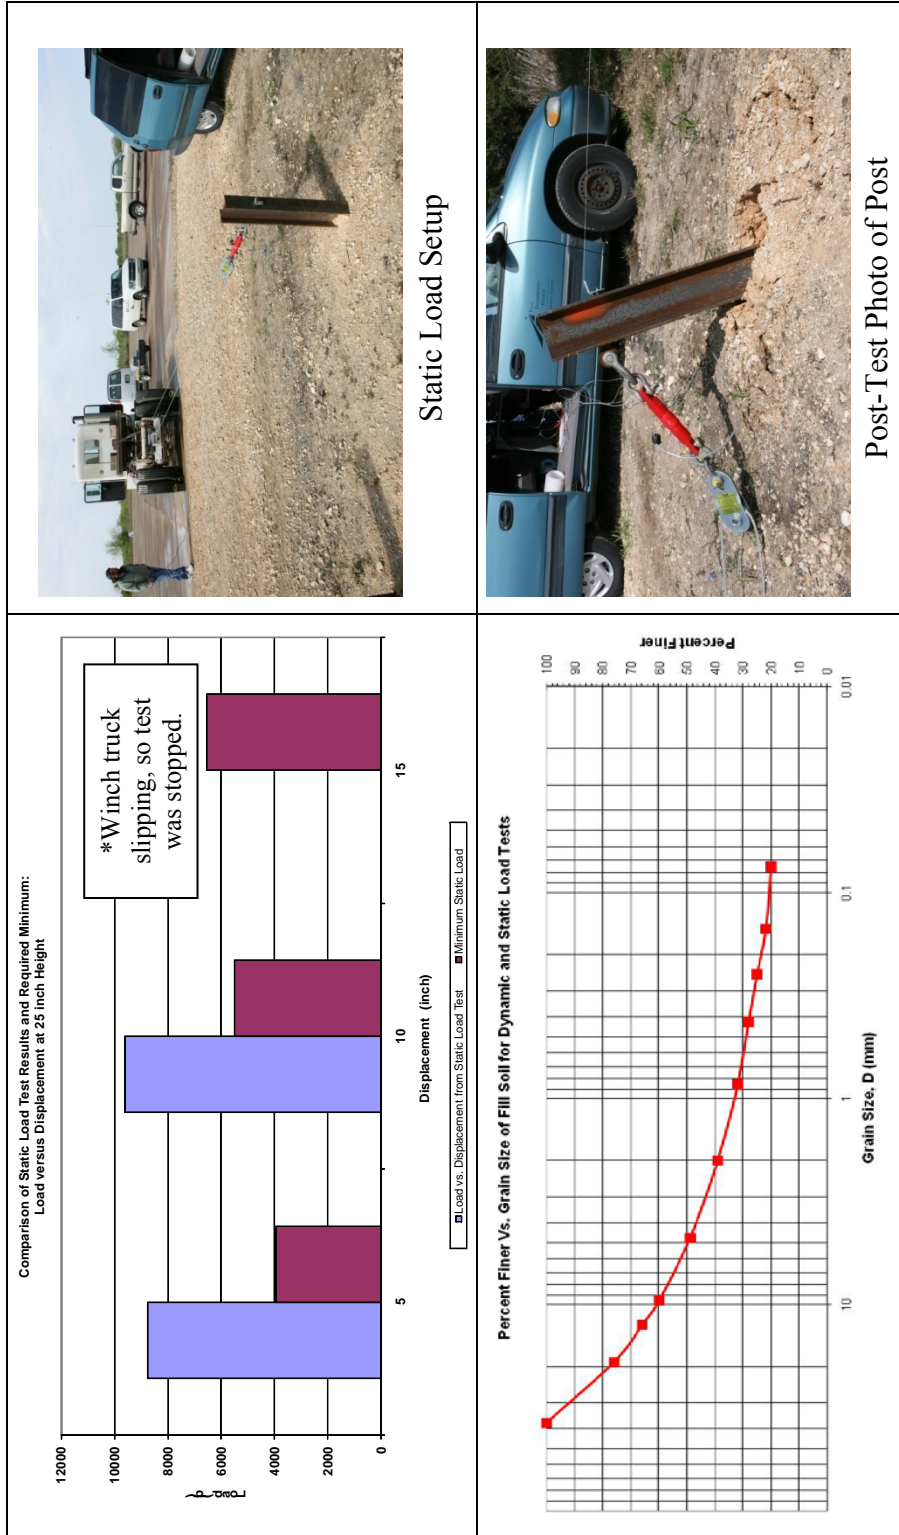 Comparison of Static Load Test Results and Required Minimum:
Load versus Displacement at 25 inch Height
12000
10000
8000
6000
4000
2000
0
*Winch truck
slipping, so test
was stopped.
5
10
15
Displacement (inch)
Load vs. Displacement from Static Load Test
Minimum Static Load
Static Load Setup
Percent Finer Vs. Grain Size of Fill Soil for Dynamic and Static Load Tests
100
90
80
70
60
50
40
30
20
10
0
Percent Finer
10
1
0.1
0.01
Grain Size, D (mm)
Post-Test Photo of Post